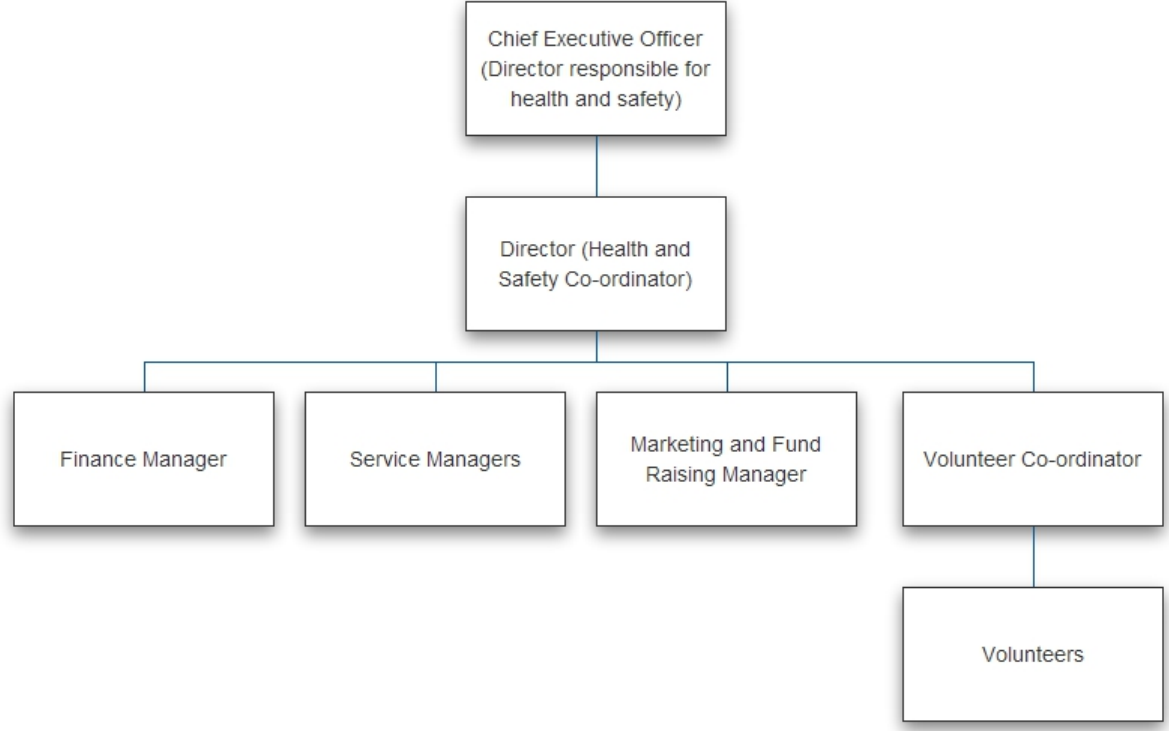 Chief Executive Officer
(Director responsible for
health and safety)
Director (Health and
Safety Co-ordinator)
Finance Manager
Service Managers
Marketing and Fund
Raising Manager
Volunteer Co-ordinator
Volunteers